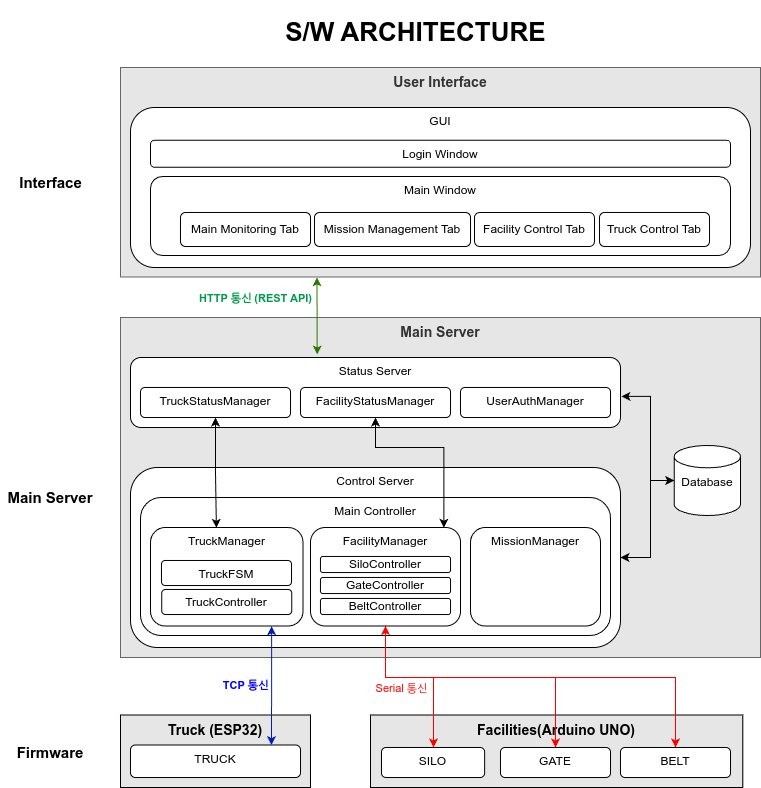 S/W ARCHITECTURE
Interface
User Interface
GUI
Login Window
Main Window
Main Monitoring Tab
Mission Management Tab
Facility Control Tab
Truck Control Tab
HTTP 통신 (REST API)
Main Server
Main Server
Status Server
TruckStatusManager
FacilityStatusManager
UserAuthManager
Database
Control Server
Main Controller
TruckManager
TruckFSM
TruckController
FacilityManager
SiloController
GateController
BeltController
MissionManager
TCP 통신
Serial 통신
Firmware
Truck (ESP32)
TRUCK
Facilities(Arduino UNO)
SILO
GATE
BELT